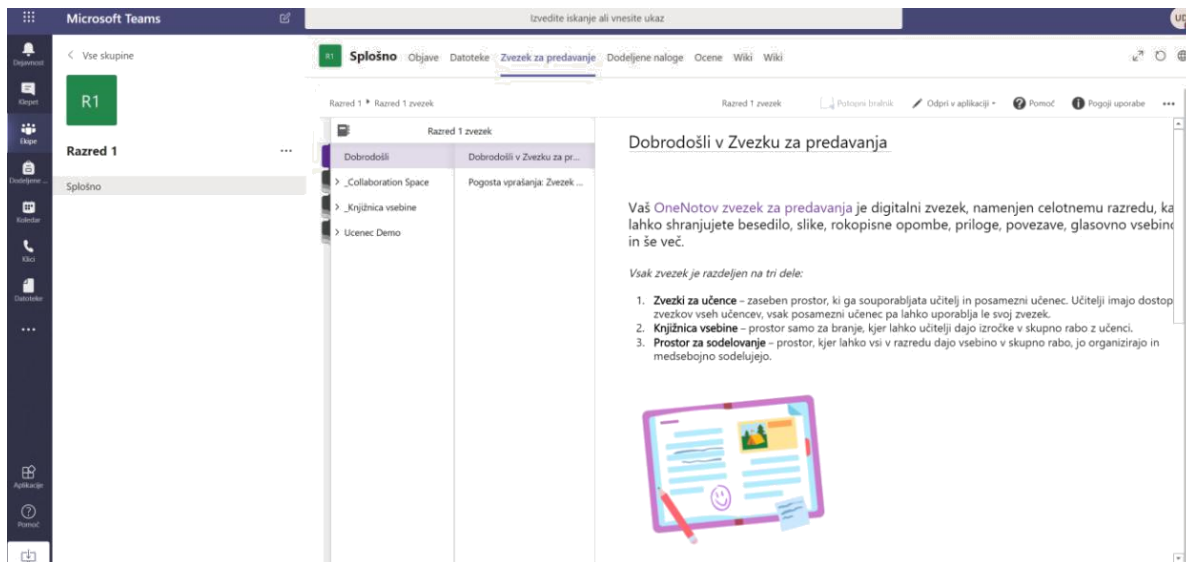 Microsoft Teams
Izvedite iskanje ali vnesite ukaz
UD
Dejavnost
Klepet
Ekipe
Dodeljene ...
Koledar
Klici
Datoteke
Aplikacije
Pomoč
Vse skupine
R1
Razred 1
Splošno
R1 Splošno Objave Datoteke Zvezek za predavanje Dodeljene naloge Ocene Wiki Wiki
Razred 1 Razred 1 zvezek
Razred 1 zvezek Potopni bralnik Odpri v aplikaciji Pomoč Pogoji uporabe
Razred 1 zvezek
Dobrodošli
> _Collaboration Space
> _Knjižnica vsebine
> Ucenec Demo
Dobrodošli v Zvezku za pr...
Pogosta vprašanja: Zvezek ...
Dobrodošli v Zvezku za predavanja
Vaš OneNotov zvezek za predavanja je digitalni zvezek, namenjen celotnemu razredu, ka
lahko shranjujete besedilo, slike, rokopisne opombe, priloge, povezave, glasovno vsebino
in še več.
Vsak zvezek je razdeljen na tri dele:
1. Zvezki za učence – zaseben prostor, ki ga souporabljata učitelj in posamezni učenec. Učitelji imajo dostop
zvezkov vseh učencev, vsak posamezni učenec pa lahko uporablja le svoj zvezek.
2. Knjižnica vsebine – prostor samo za branje, kjer lahko učitelji dajo izročke v skupno rabo z učenci.
3. Prostor za sodelovanje – prostor, kjer lahko vsi v razredu dajo vsebino v skupno rabo, jo organizirajo in
medsebojno sodelujejo.